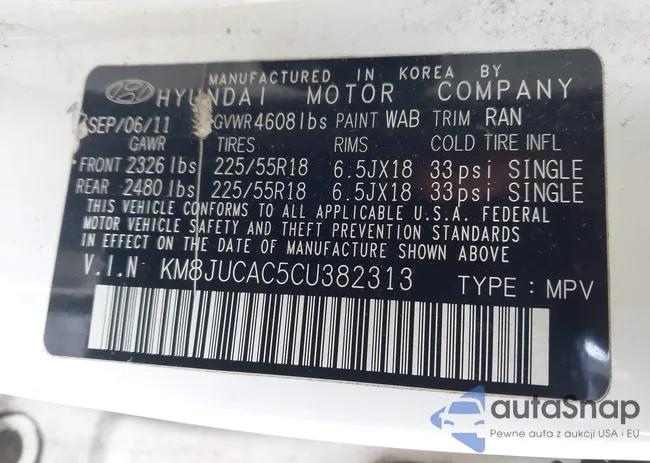 MANUFACTURED IN KOREA BY
HYUNDAI MOTOR COMPANY
SEP/06/11 GVWR 4608lbs PAINT WAB TRIM RAN
GAWR TIRES RIMS COLD TIRE INFL
FRONT 2326 lbs 225/55R18 6.5JX18 33psi SINGLE
REAR 2480 lbs 225/55R18 6.5JX18 33psi SINGLE
THIS VEHICLE CONFORMS TO ALL APPLICABLE U.S.A. FEDERAL
MOTOR VEHICLE SAFETY AND THEFT PREVENTION STANDARDS
IN EFFECT ON THE DATE OF MANUFACTURE SHOWN ABOVE
V.I.N KM8JUCAC5CU382313 TYPE : MPV
autaSnap
Pewne auta z aukcji USA i EU